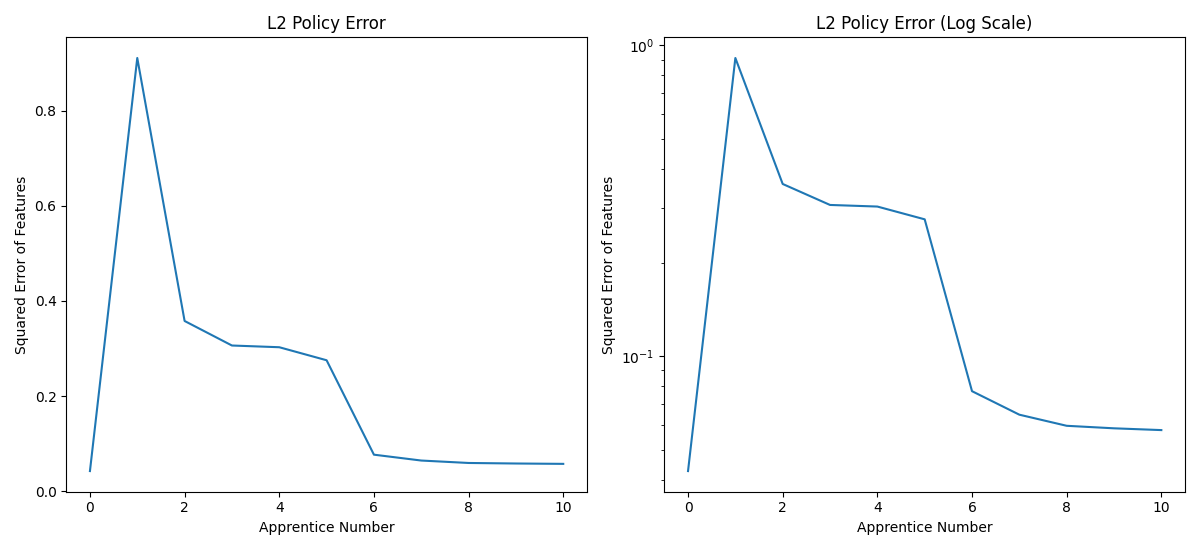 L2 Policy Error
Squared Error of Features
0.8
0.6
0.4
0.2
0.0
0 2 4 6 8 10
Apprentice Number
L2 Policy Error (Log Scale)
Squared Error of Features
10⁰
10⁻¹
0 2 4 6 8 10
Apprentice Number